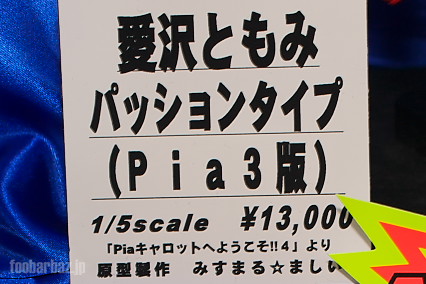 愛沢ともみ
パッションタイプ
(Pia3版)
1/5scale ¥13,000
「Piaキャロットへようこそ!!4」より
原型製作 みすまる☆ましい
foobarbaz.jp